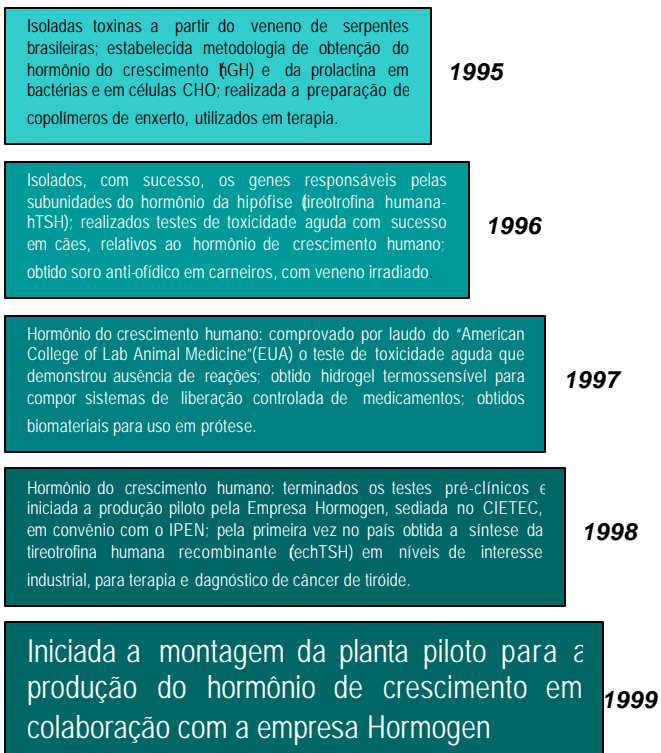 Isoladas toxinas a partir do veneno de serpentes
brasileiras; estabelecida metodologia de obtenção do
hormônio do crescimento (hGH) e da prolactina em
bactérias e em células CHO; realizada a preparação de
copolímeros de enxerto, utilizados em terapia.
1995
Isolados, com sucesso, os genes responsáveis pelas
subunidades do hormônio da hipófise (tireotrofina humana-
hTSH); realizados testes de toxicidade aguda com sucesso
em cães, relativos ao hormônio de crescimento humano;
obtido soro anti-ofídico em carneiros, com veneno irradiado.
1996
Hormônio do crescimento humano: comprovado por laudo do “American
College of Lab Animal Medicine”(EUA) o teste de toxicidade aguda que
demonstrou ausência de reações; obtido hidrogel termossensível para
compor sistemas de liberação controlada de medicamentos; obtidos
biomateriais para uso em prótese.
1997
Hormônio do crescimento humano: terminados os testes pré-clínicos e
iniciada a produção piloto pela Empresa Hormogen, sediada no CIETEC,
em convênio com o IPEN; pela primeira vez no país obtida a síntese da
tireotrofina humana recombinante (echTSH) em níveis de interesse
industrial, para terapia e dagnóstico de câncer de tiróide.
1998
Iniciada a montagem da planta piloto para a
produção do hormônio de crescimento em
colaboração com a empresa Hormogen
1999